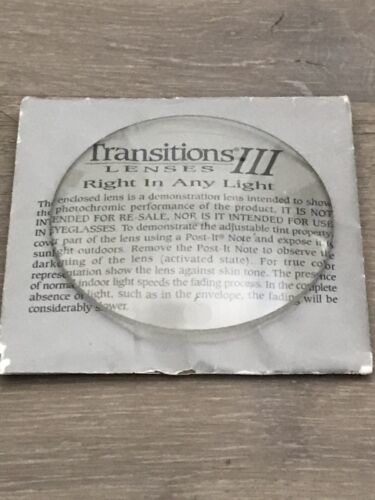 Transitions® III
LENSES
Right In Any Light
The enclosed lens is a demonstration lens intended to show
the photochromic performance of the product. IT IS NOT
INTENDED FOR RE-SALE, NOR IS IT INTENDED FOR USE
IN EYEGLASSES. To demonstrate the adjustable tint property,
cover part of the lens using a Post-It® Note and expose it to
sunlight outdoors. Remove the Post-It Note to observe the
darkening of the lens (activated state). For true color
representation show the lens against skin tone. The presence
of normal indoor light speeds the fading process. In the complete
absence of light, such as in the envelope, the fading will be
considerably slower.